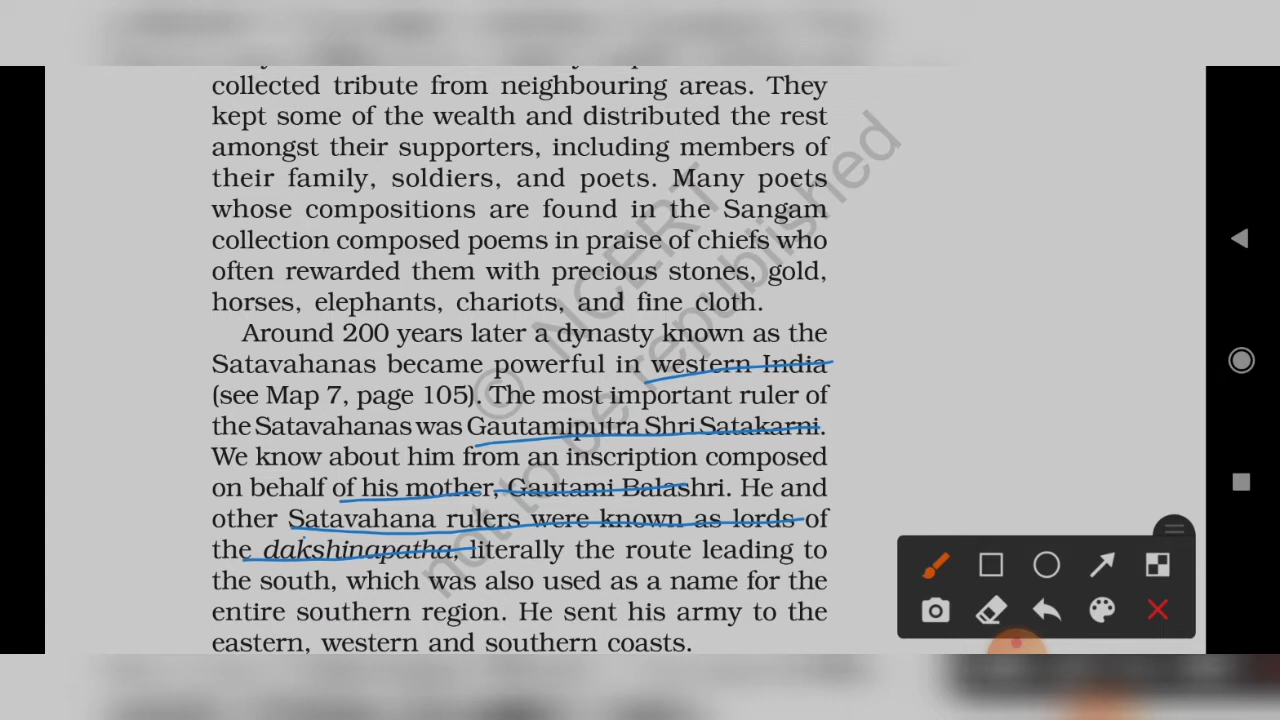 collected tribute from neighbouring areas. They
kept some of the wealth and distributed the rest
amongst their supporters, including members of
their family, soldiers, and poets. Many poets
whose compositions are found in the Sangam
collection composed poems in praise of chiefs who
often rewarded them with precious stones, gold,
horses, elephants, chariots, and fine cloth.
Around 200 years later a dynasty known as the
Satavahanas became powerful in western India
(see Map 7, page 105). The most important ruler of
the Satavahanas was Gautamiputra Shri Satakarni.
We know about him from an inscription composed
on behalf of his mother, Gautami Balashri. He and
other Satavahana rulers were known as lords of
the dakshinapatha, literally the route leading to
the south, which was also used as a name for the
entire southern region. He sent his army to the
eastern, western and southern coasts.
© NCERT
not to be republished